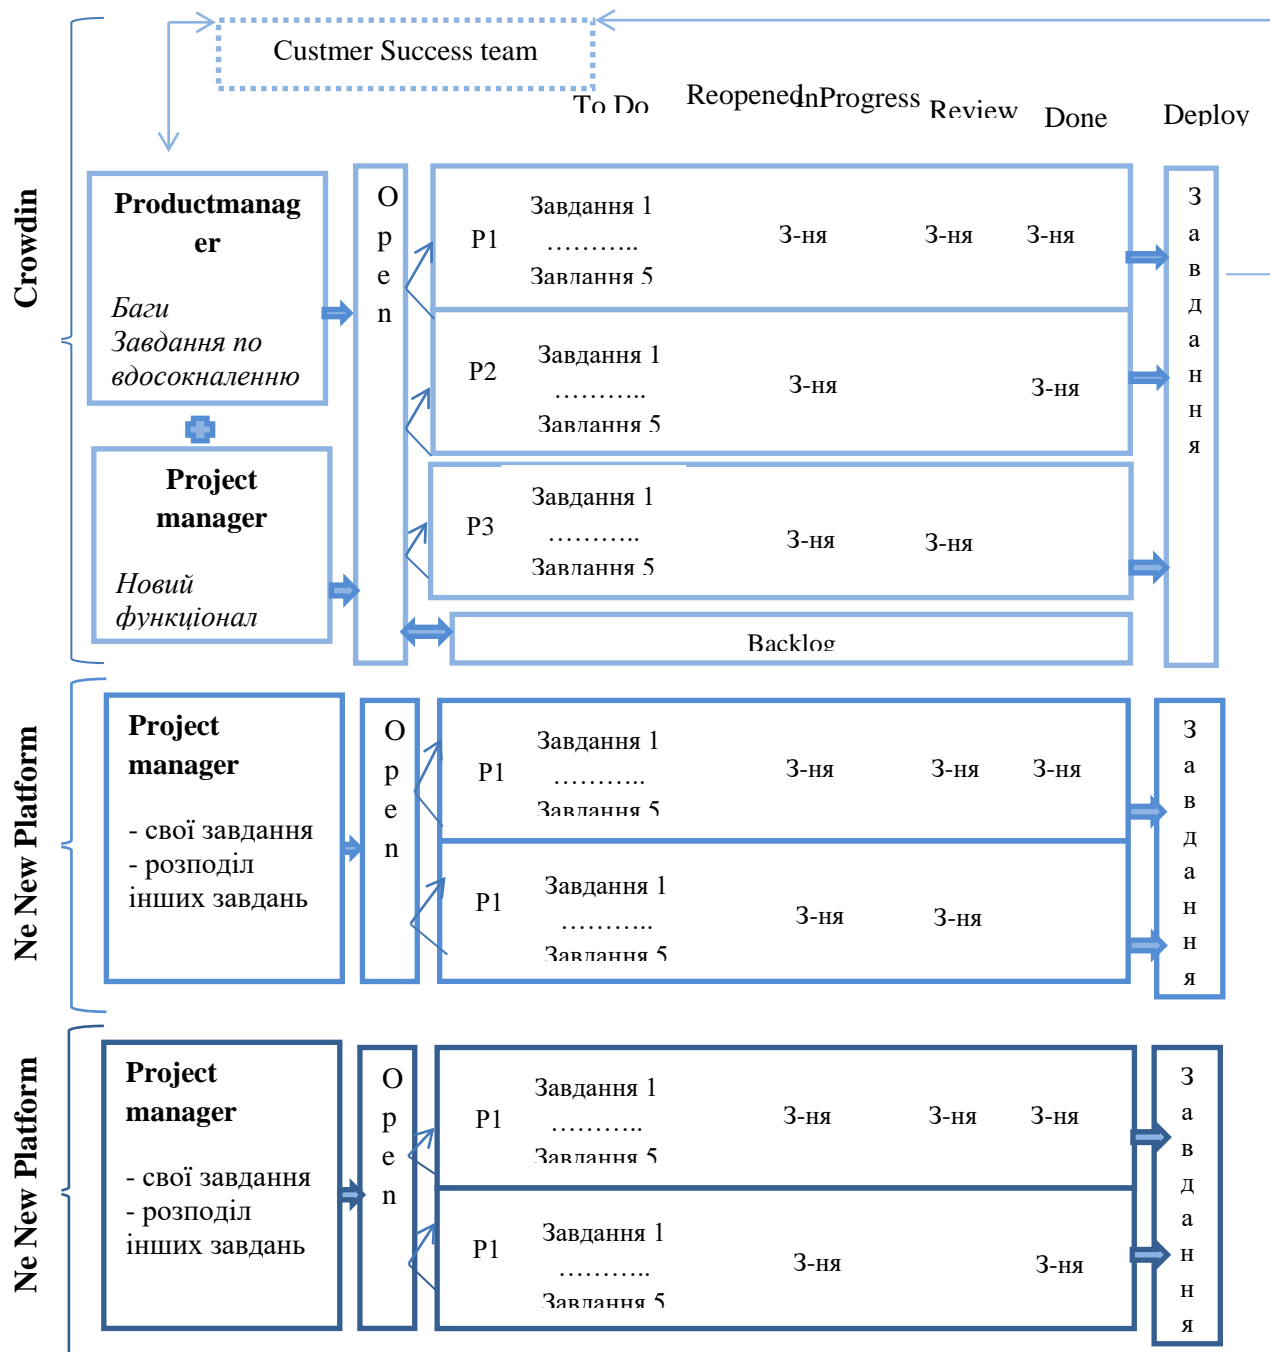 Custmer Success team
To Do
Reopened
InProgress
Review
Done
Deploy
Crowdin
Productmanag
er
Баги
Завдання по
вдосокналенню
Project
manager
Новий
функціонал
O
p
e
n
P1
Завдання 1
………..
Завдання 5
З-ня
З-ня
З-ня
P2
Завдання 1
………..
Завдання 5
З-ня
З-ня
P3
Завдання 1
………..
Завдання 5
З-ня
З-ня
Backlog
З
а
в
д
а
н
н
я
Ne New Platform
Project
manager
- свої завдання
- розподіл
інших завдань
O
p
e
n
P1
Завдання 1
………..
Завдання 5
З-ня
З-ня
З-ня
P1
Завдання 1
………..
Завдання 5
З-ня
З-ня
З
а
в
д
а
н
н
я
Ne New Platform
Project
manager
- свої завдання
- розподіл
інших завдань
O
p
e
n
P1
Завдання 1
………..
Завдання 5
З-ня
З-ня
З-ня
P1
Завдання 1
………..
Завдання 5
З-ня
З-ня
З
а
в
д
а
н
н
я